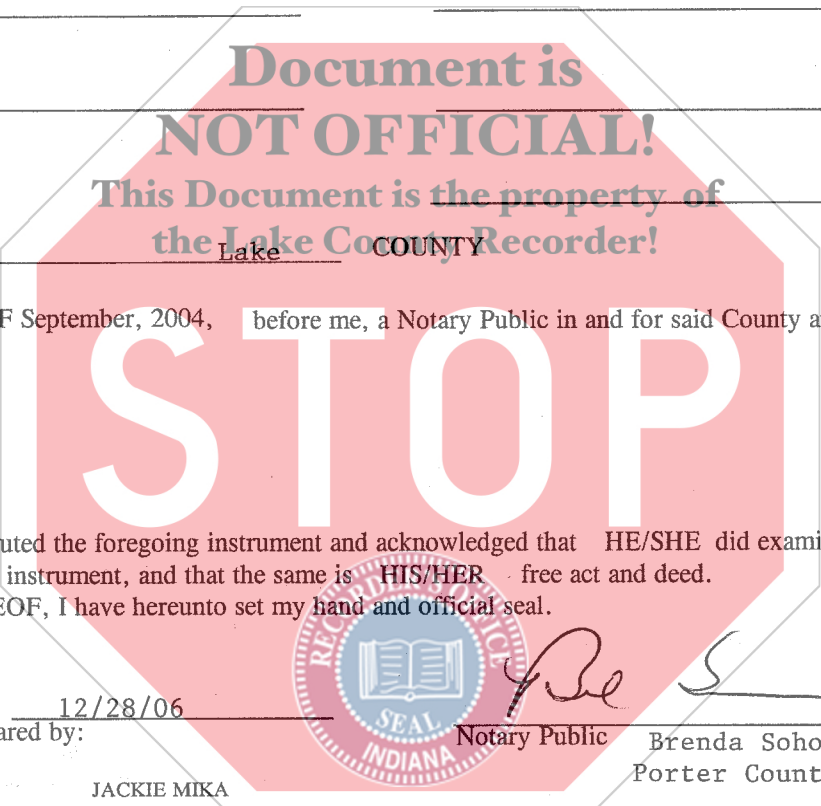 Document is
NOT OFFICIAL!
This Document is the property of
the Lake County Recorder!
Lake COUNTY
F September, 2004, before me, a Notary Public in and for said County a
STOP
uted the foregoing instrument and acknowledged that HE/SHE did exami
instrument, and that the same is HIS/HER free act and deed.
EOF, I have hereunto set my hand and official seal.
RECORDER'S OFFICE
SEAL
INDIANA
12/28/06
ared by:
Notary Public Brenda Soho
Porter Count
JACKIE MIKA